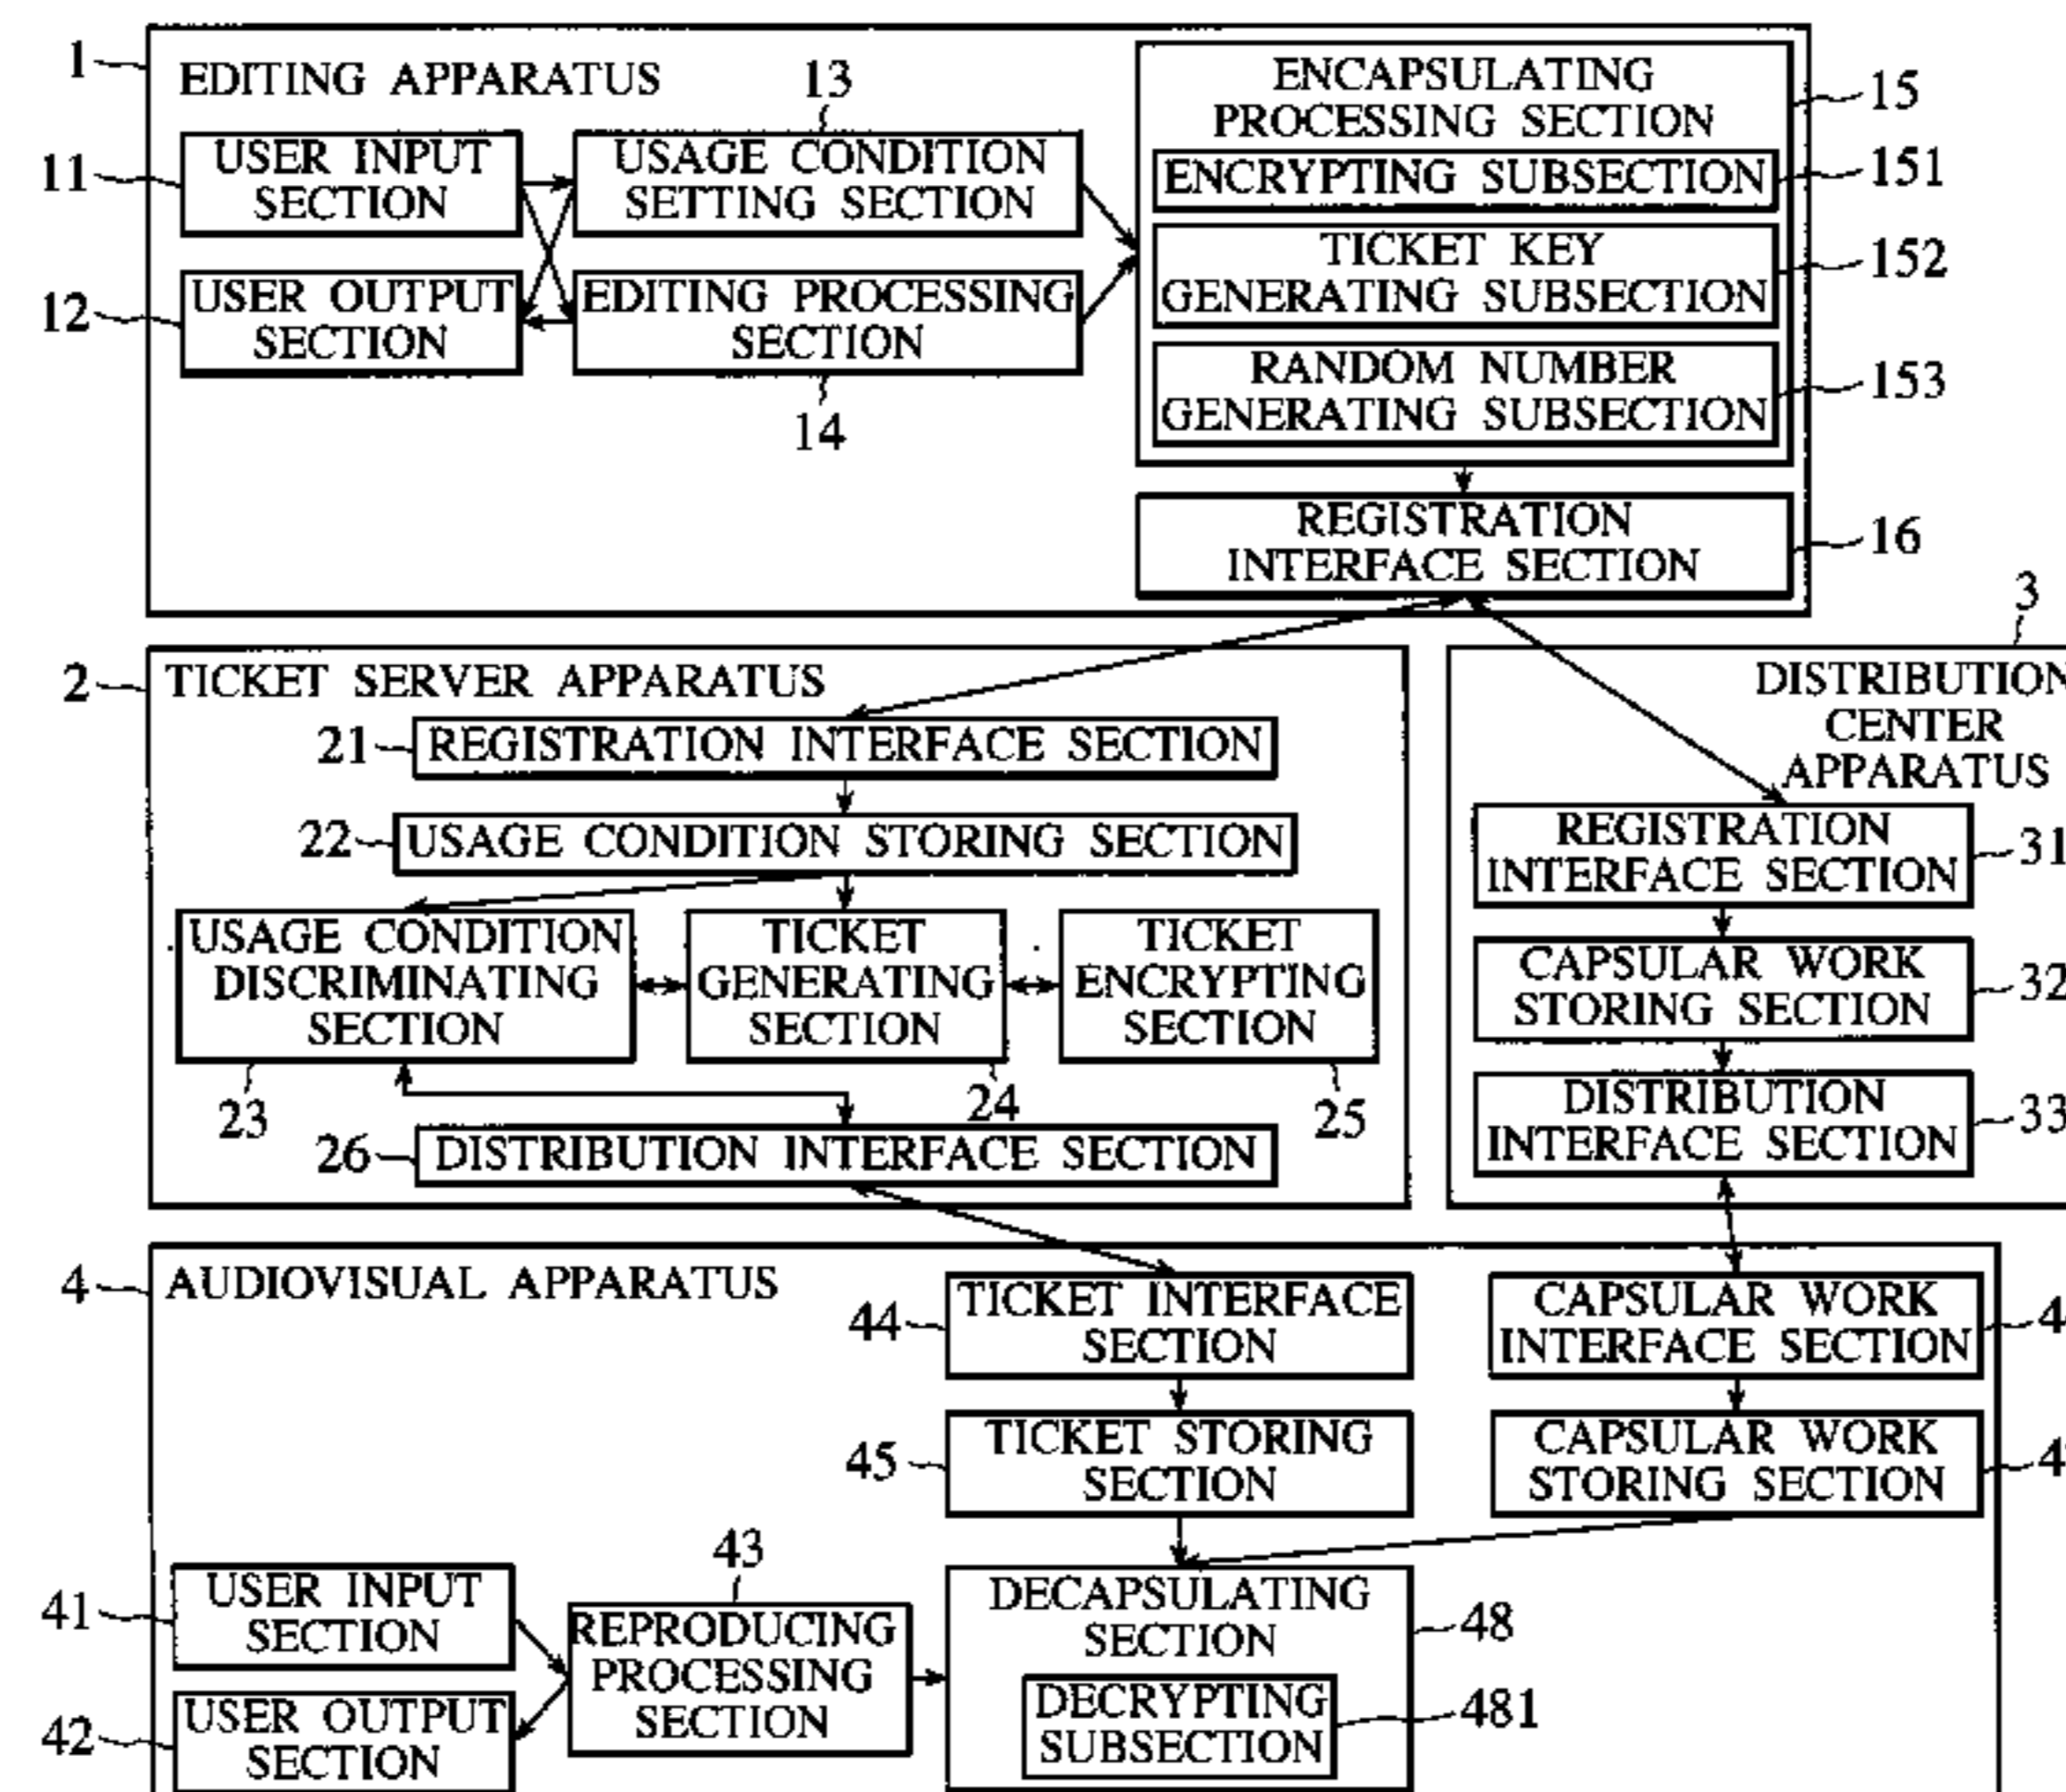 1
EDITING APPARATUS
13
11
USER INPUT
SECTION
USAGE CONDITION
SETTING SECTION
12
USER OUTPUT
SECTION
EDITING PROCESSING
SECTION
14
ENCAPSULATING
PROCESSING SECTION
15
ENCRYPTING SUBSECTION
151
TICKET KEY
GENERATING SUBSECTION
152
RANDOM NUMBER
GENERATING SUBSECTION
153
REGISTRATION
INTERFACE SECTION
16
2
TICKET SERVER APPARATUS
21
REGISTRATION INTERFACE SECTION
22
USAGE CONDITION STORING SECTION
USAGE CONDITION
DISCRIMINATING
SECTION
23
TICKET
GENERATING
SECTION
24
TICKET
ENCRYPTING
SECTION
25
26
DISTRIBUTION INTERFACE SECTION
3
DISTRIBUTION
CENTER
APPARATUS
REGISTRATION
INTERFACE SECTION
31
CAPSULAR WORK
STORING SECTION
32
DISTRIBUTION
INTERFACE SECTION
33
4
AUDIOVISUAL APPARATUS
44
TICKET INTERFACE
SECTION
CAPSULAR WORK
INTERFACE SECTION
45
TICKET STORING
SECTION
CAPSULAR WORK
STORING SECTION
41
USER INPUT
SECTION
42
USER OUTPUT
SECTION
43
REPRODUCING
PROCESSING
SECTION
DECAPSULATING
SECTION
48
DECRYPTING
SUBSECTION
481